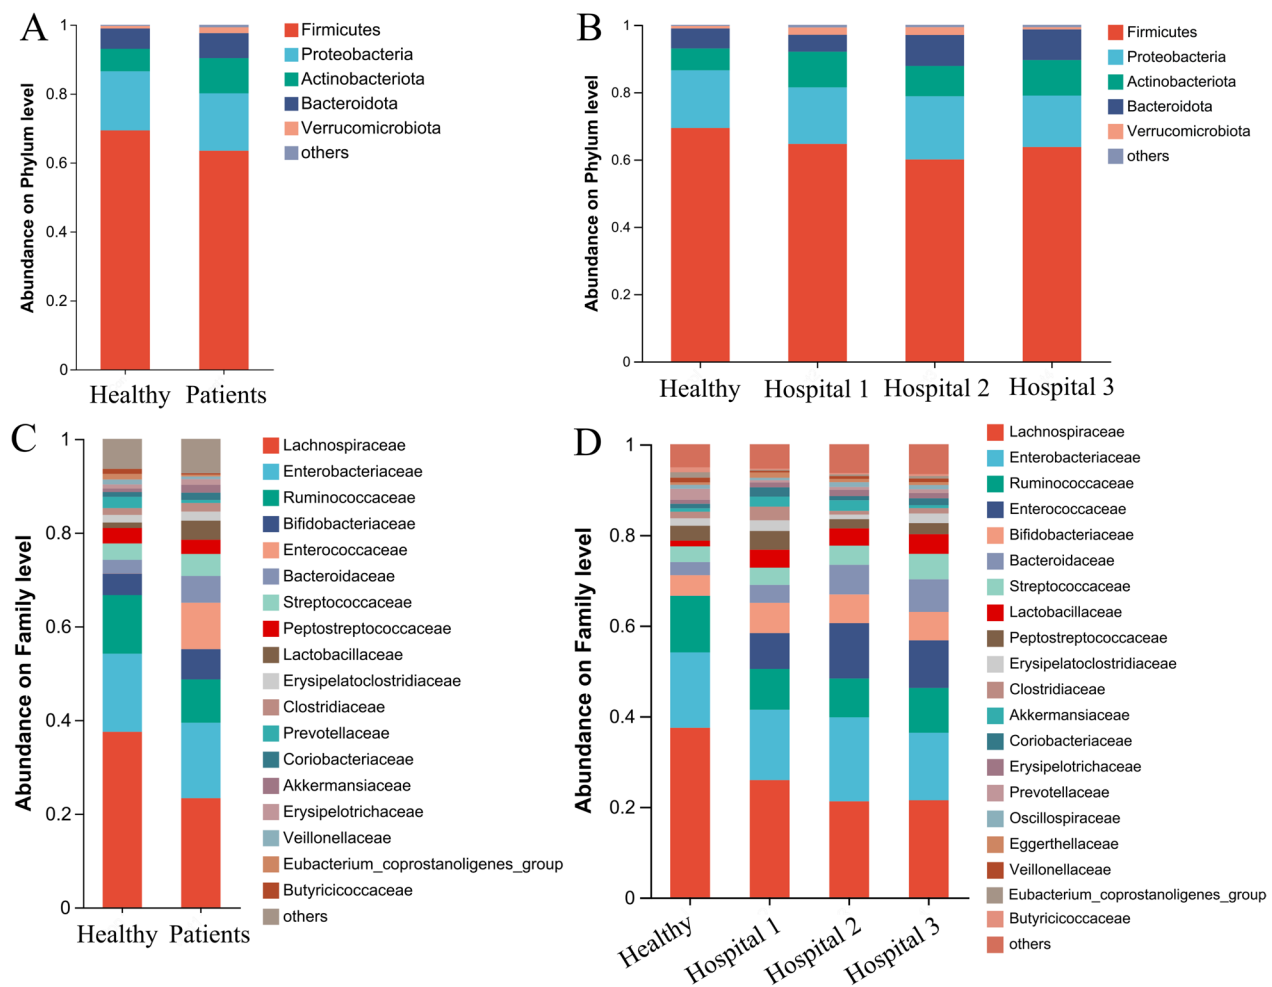 A
Abundance on Phylum level
1
0.8
0.6
0.4
0.2
0
Healthy
Patients
Firmicutes
Proteobacteria
Actinobacteriota
Bacteroidota
Verrucomicrobiota
others
B
Abundance on Phylum level
1
0.8
0.6
0.4
0.2
0
Healthy
Hospital 1
Hospital 2
Hospital 3
Firmicutes
Proteobacteria
Actinobacteriota
Bacteroidota
Verrucomicrobiota
others
C
Abundance on Family level
1
0.8
0.6
0.4
0.2
0
Healthy
Patients
Lachnospiraceae
Enterobacteriaceae
Ruminococcaceae
Bifidobacteriaceae
Enterococcaceae
Bacteroidaceae
Streptococcaceae
Peptostreptococcaceae
Lactobacillaceae
Erysipelatoclostridiaceae
Clostridiaceae
Prevotellaceae
Coriobacteriaceae
Akkermansiaceae
Erysipelotrichaceae
Veillonellaceae
Eubacterium_coprostanoligenes_group
Butyricicoccaceae
others
D
Abundance on Family level
1
0.8
0.6
0.4
0.2
0
Healthy
Hospital 1
Hospital 2
Hospital 3
Lachnospiraceae
Enterobacteriaceae
Ruminococcaceae
Enterococcaceae
Bifidobacteriaceae
Bacteroidaceae
Streptococcaceae
Lactobacillaceae
Peptostreptococcaceae
Erysipelatoclostridiaceae
Clostridiaceae
Akkermansiaceae
Coriobacteriaceae
Erysipelotrichaceae
Prevotellaceae
Oscillospiraceae
Eggerthellaceae
Veillonellaceae
Eubacterium_coprostanoligenes_group
Butyricicoccaceae
others